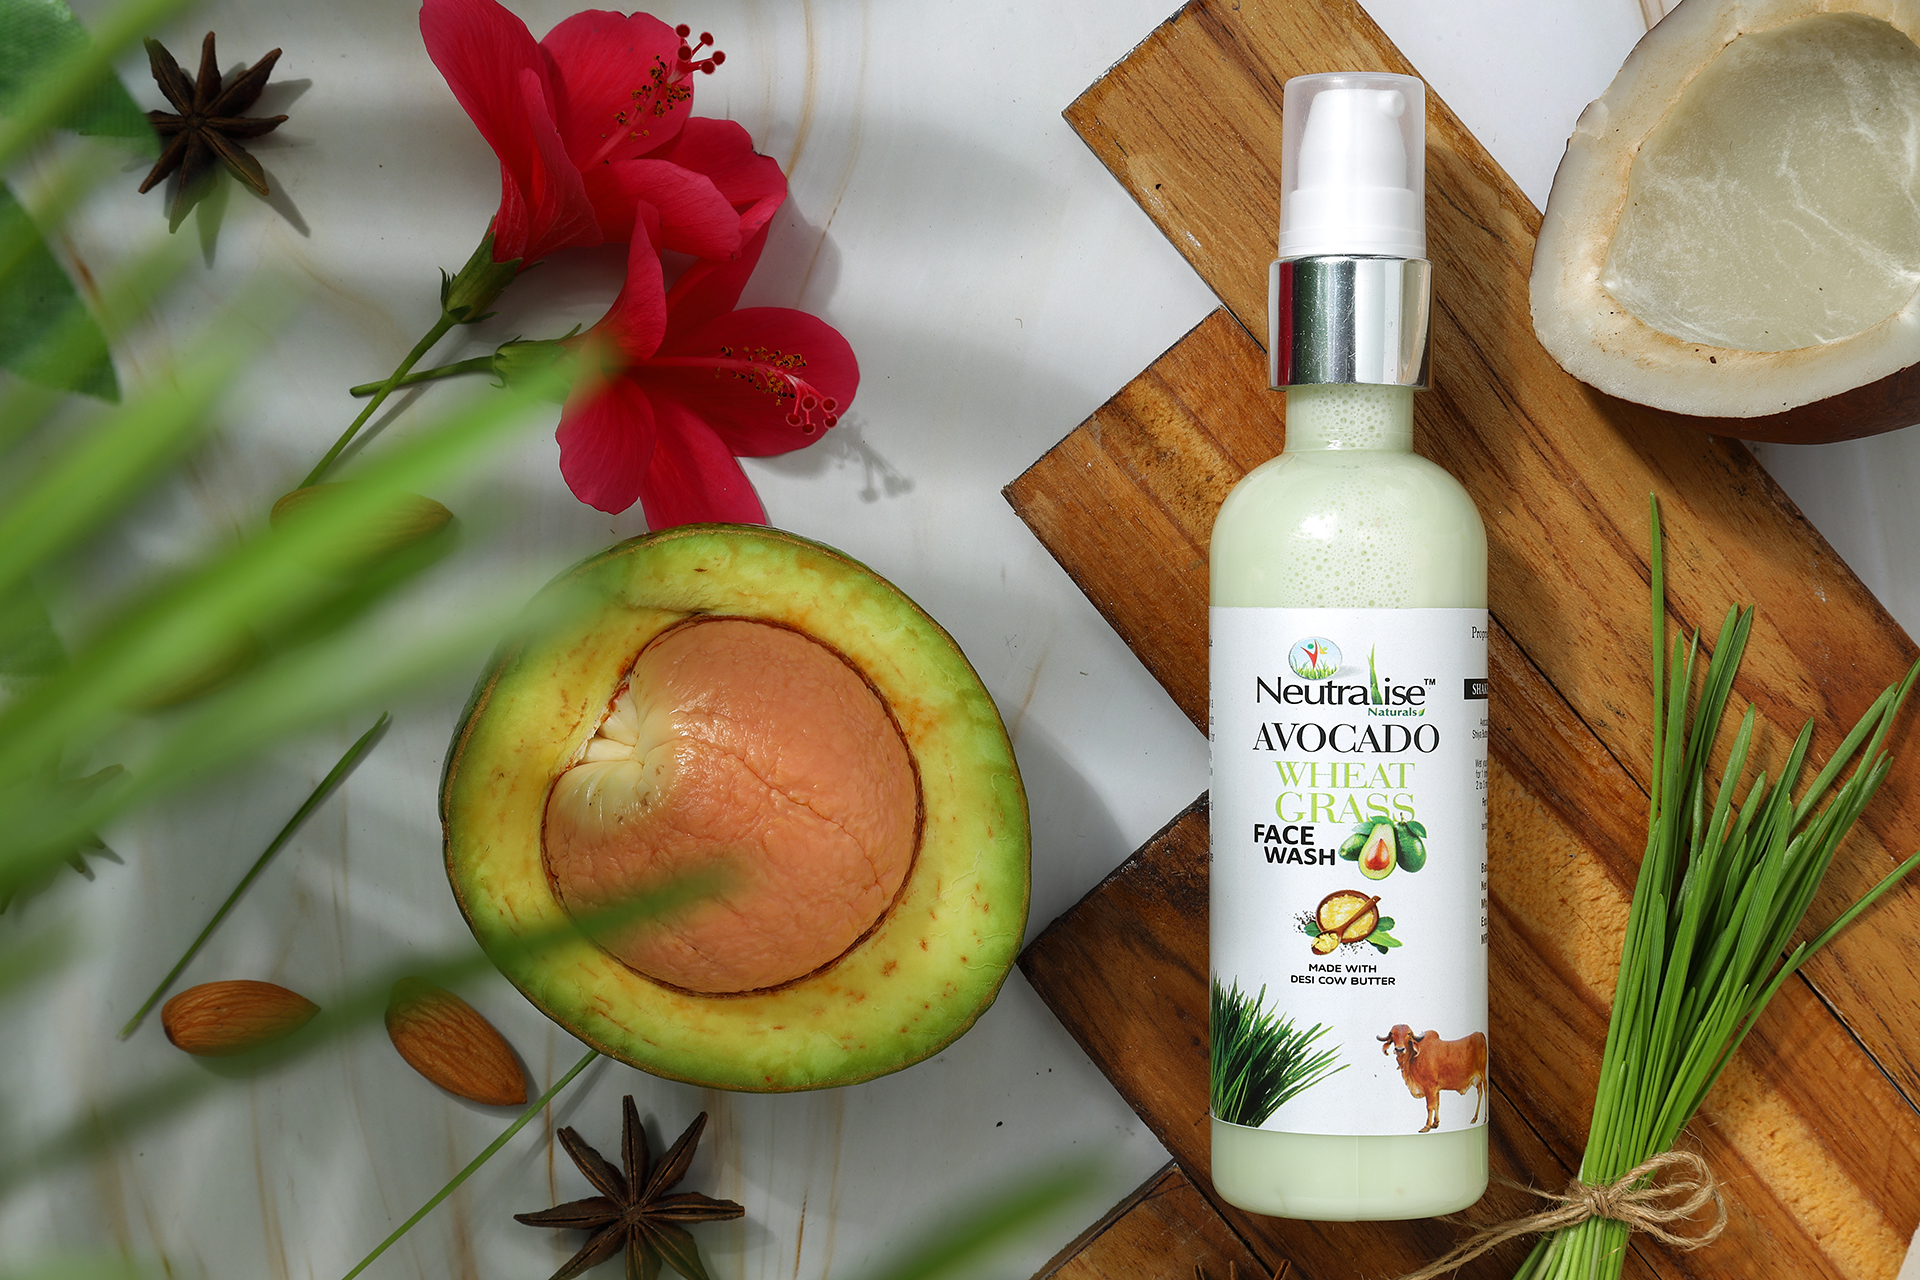 Neutralise™
Naturals
AVOCADO
WHEAT
GRASS
FACE
WASH
MADE WITH
DESI COW BUTTER